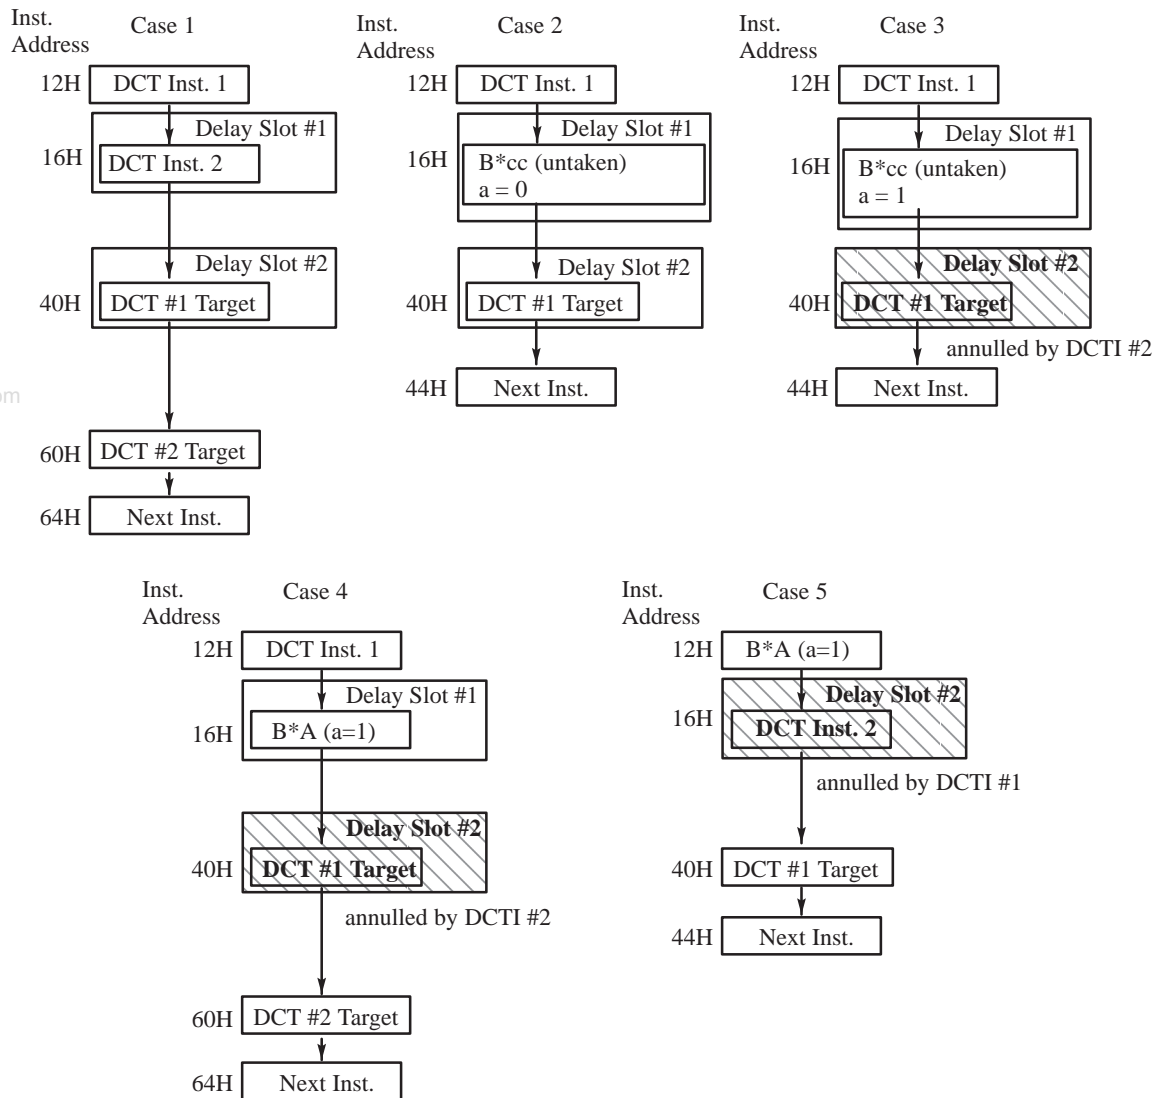 Inst.
Address
Case 1
12H
DCT Inst. 1
Delay Slot #1
16H
DCT Inst. 2
Delay Slot #2
40H
DCT #1 Target
60H
DCT #2 Target
64H
Next Inst.
Inst.
Address
Case 2
12H
DCT Inst. 1
Delay Slot #1
16H
B*cc (untaken)
a = 0
Delay Slot #2
40H
DCT #1 Target
44H
Next Inst.
Inst.
Address
Case 3
12H
DCT Inst. 1
Delay Slot #1
16H
B*cc (untaken)
a = 1
Delay Slot #2
40H
DCT #1 Target
annulled by DCTI #2
44H
Next Inst.
om
Inst.
Address
Case 4
12H
DCT Inst. 1
Delay Slot #1
16H
B*A (a=1)
Delay Slot #2
40H
DCT #1 Target
annulled by DCTI #2
60H
DCT #2 Target
64H
Next Inst.
Inst.
Address
Case 5
12H
B*A (a=1)
Delay Slot #2
16H
DCT Inst. 2
annulled by DCTI #1
40H
DCT #1 Target
44H
Next Inst.